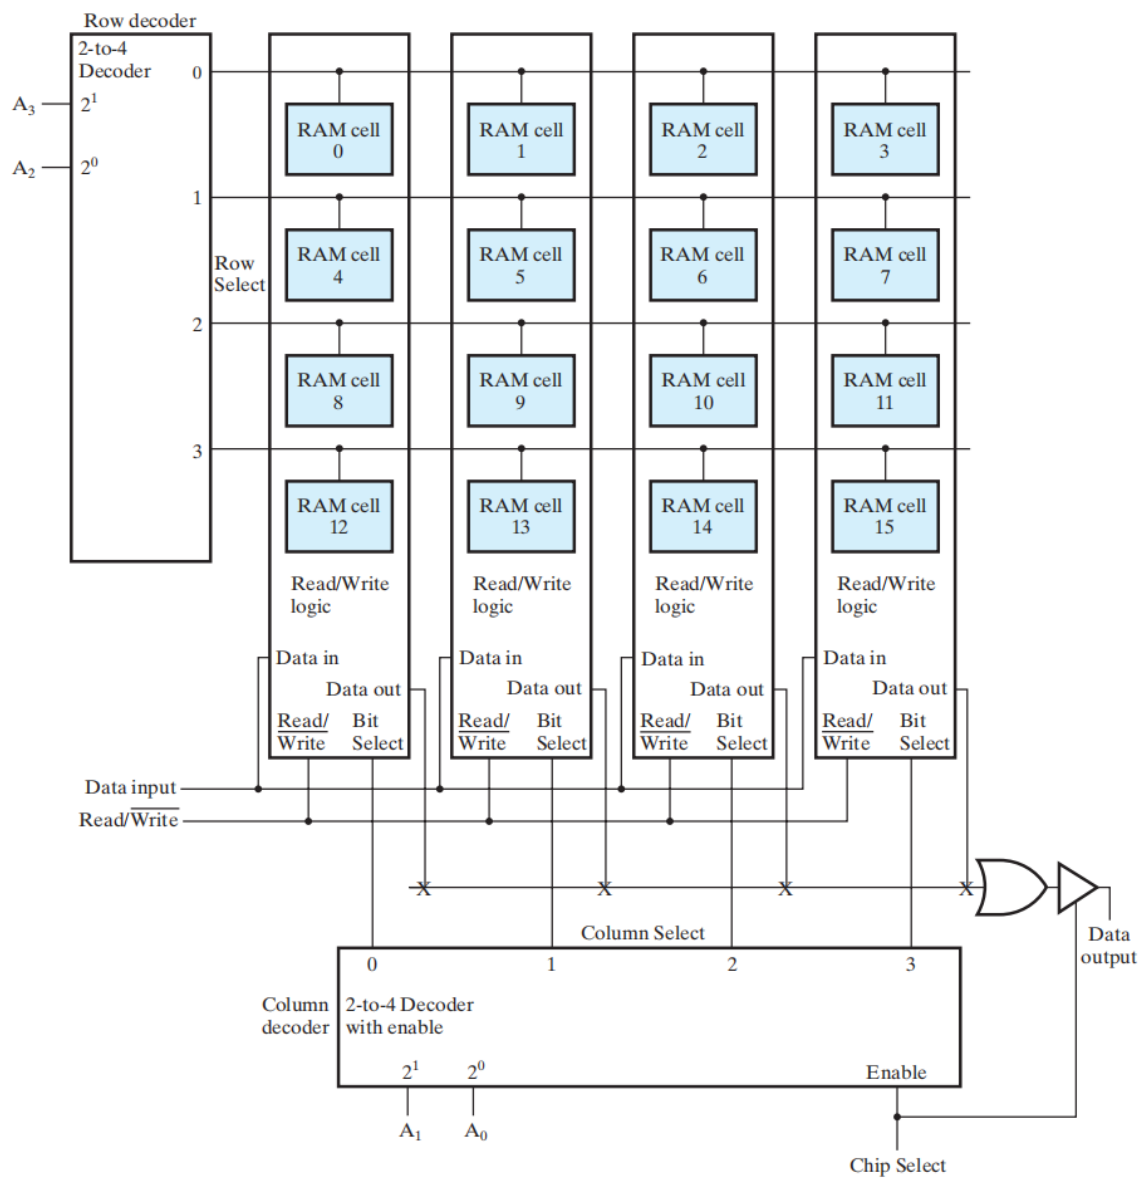 Row decoder
2-to-4
Decoder
0
A₃
2¹
A₂
2⁰
RAM cell
0
RAM cell
1
RAM cell
2
RAM cell
3
1
Row
Select
RAM cell
4
RAM cell
5
RAM cell
6
RAM cell
7
2
RAM cell
8
RAM cell
9
RAM cell
10
RAM cell
11
3
RAM cell
12
RAM cell
13
RAM cell
14
RAM cell
15
Read/Write
logic
Read/Write
logic
Read/Write
logic
Read/Write
logic
Data in
Data in
Data in
Data in
Data out
Data out
Data out
Data out
Read/
Write
Bit
Select
Read/
Write
Bit
Select
Read/
Write
Bit
Select
Read/
Write
Bit
Select
Data input
Read/Write
X
X
X
X
Data
output
Column Select
0
1
2
3
Column
decoder
2-to-4 Decoder
with enable
2¹
2⁰
Enable
A₁
A₀
Chip Select